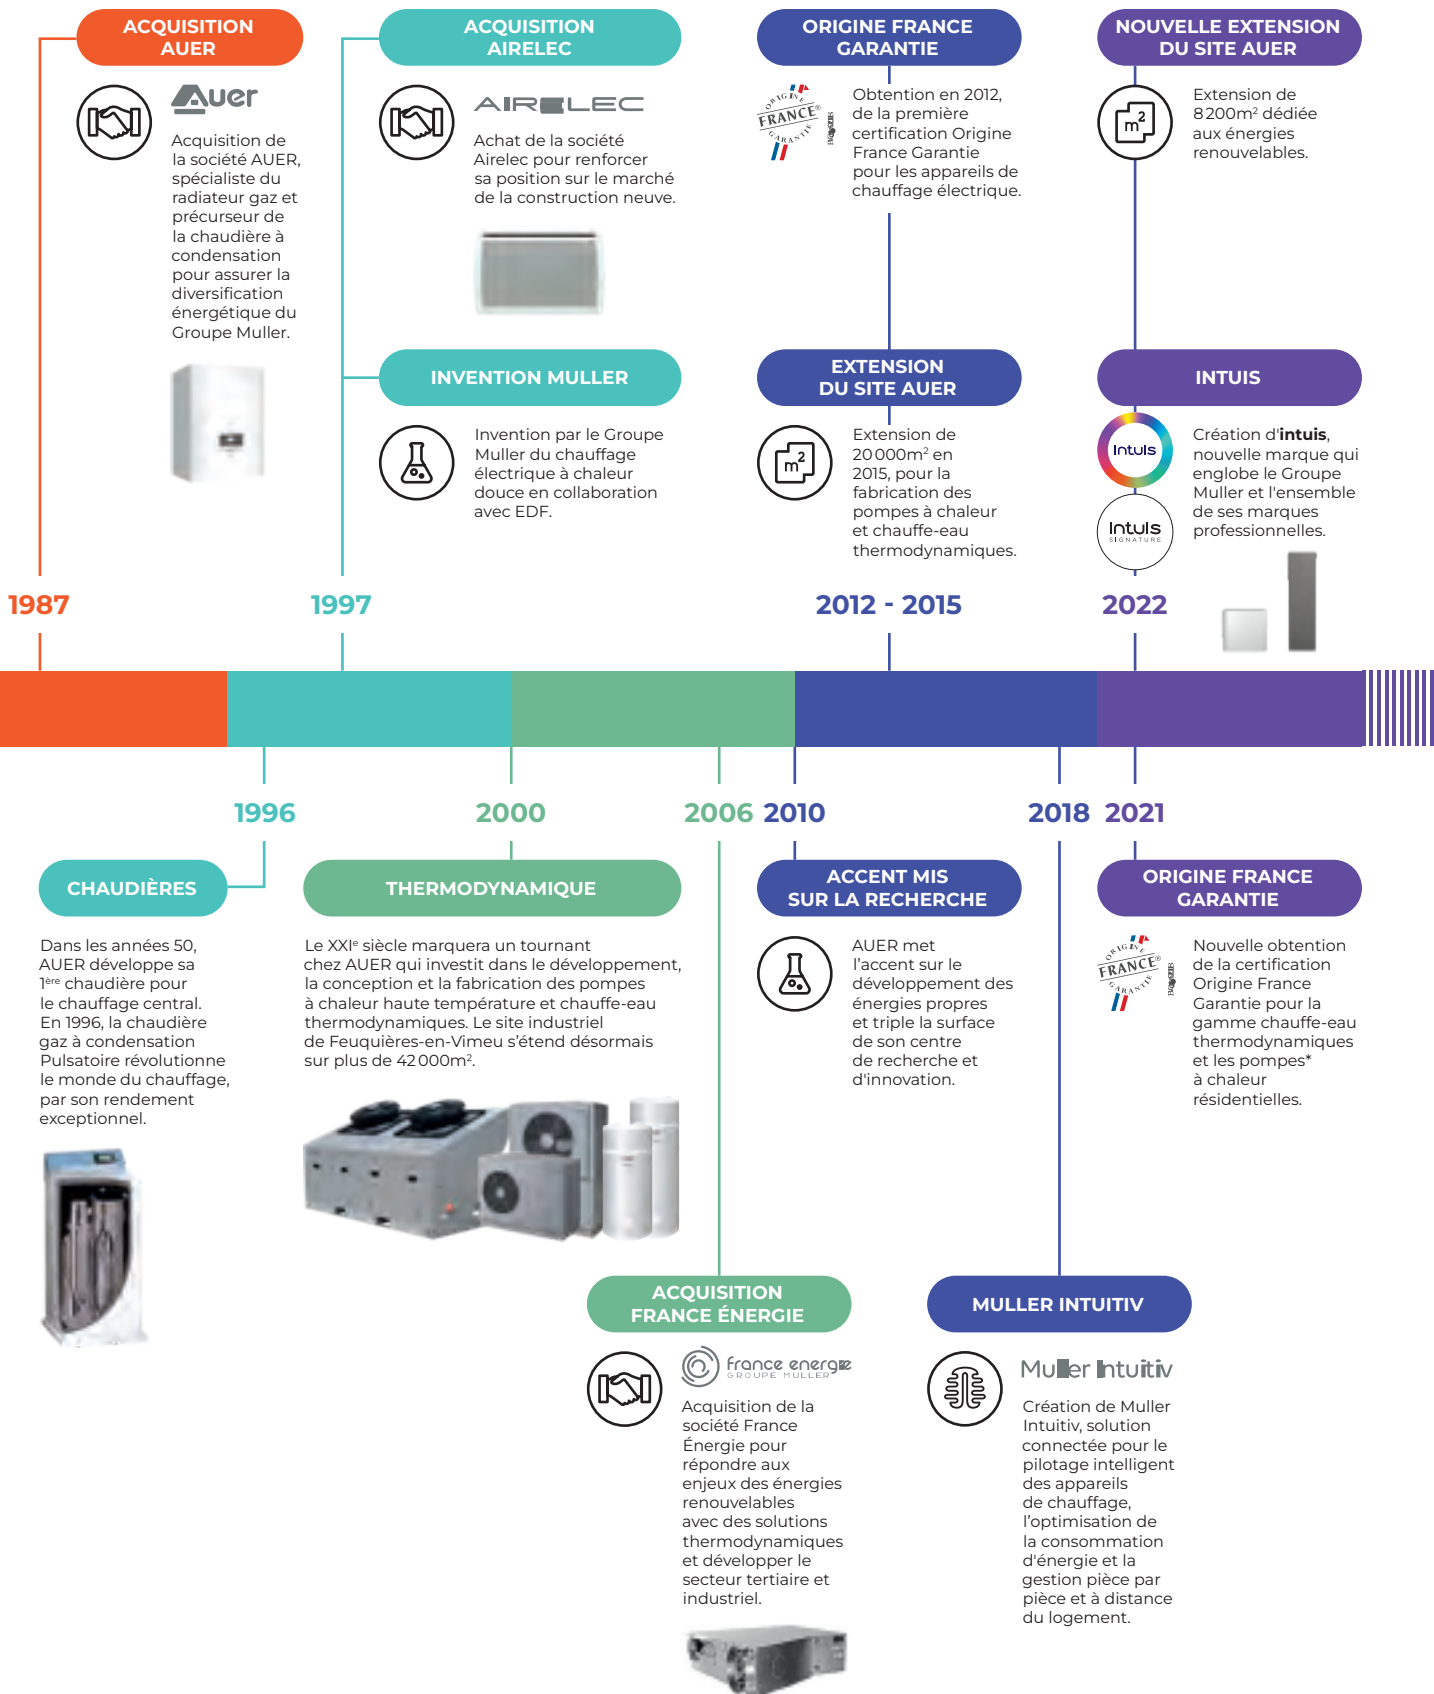 ACQUISITION
AUER
Auer
Acquisition de
la société AUER,
spécialiste du
radiateur gaz et
précurseur de
la chaudière à
condensation
pour assurer la
diversification
énergétique du
Groupe Muller.
1987
ACQUISITION
AIRELEC
AIRELEC
Achat de la société
Airelec pour renforcer
sa position sur le marché
de la construction neuve.
INVENTION MULLER
Invention par le Groupe
Muller du chauffage
électrique à chaleur
douce en collaboration
avec EDF.
1997
ORIGINE FRANCE
GARANTIE
ORIGINE
FRANCE®
GARANTIE
Obtention en 2012,
de la première
certification Origine
France Garantie
pour les appareils de
chauffage électrique.
EXTENSION
DU SITE AUER
m²
Extension de
20 000m² en
2015, pour la
fabrication des
pompes à chaleur
et chauffe-eau
thermodynamiques.
2012 - 2015
NOUVELLE EXTENSION
DU SITE AUER
m²
Extension de
8 200m² dédiée
aux énergies
renouvelables.
INTUIS
Intuis
Intuis
SIGNATURE
Création d'intuis,
nouvelle marque qui
englobe le Groupe
Muller et l'ensemble
de ses marques
professionnelles.
2022
1996
CHAUDIÈRES
Dans les années 50,
AUER développe sa
1ère chaudière pour
le chauffage central.
En 1996, la chaudière
gaz à condensation
Pulsatoire révolutionne
le monde du chauffage,
par son rendement
exceptionnel.
2000
THERMODYNAMIQUE
Le XXIe siècle marquera un tournant
chez AUER qui investit dans le développement,
la conception et la fabrication des pompes
à chaleur haute température et chauffe-eau
thermodynamiques. Le site industriel
de Feuquières-en-Vimeu s’étend désormais
sur plus de 42 000m².
2006
ACQUISITION
FRANCE ÉNERGIE
france energie
GROUPE MULLER
Acquisition de la
société France
Énergie pour
répondre aux
enjeux des énergies
renouvelables
avec des solutions
thermodynamiques
et développer le
secteur tertiaire et
industriel.
2010
ACCENT MIS
SUR LA RECHERCHE
AUER met
l’accent sur le
développement des
énergies propres
et triple la surface
de son centre
de recherche et
d'innovation.
2018
MULLER INTUITIV
Muller Intuitiv
Création de Muller
Intuitiv, solution
connectée pour le
pilotage intelligent
des appareils
de chauffage,
l’optimisation de
la consommation
d'énergie et la
gestion pièce par
pièce et à distance
du logement.
2021
ORIGINE FRANCE
GARANTIE
ORIGINE
FRANCE®
GARANTIE
Nouvelle obtention
de la certification
Origine France
Garantie pour la
gamme chauffe-eau
thermodynamiques
et les pompes*
à chaleur
résidentielles.